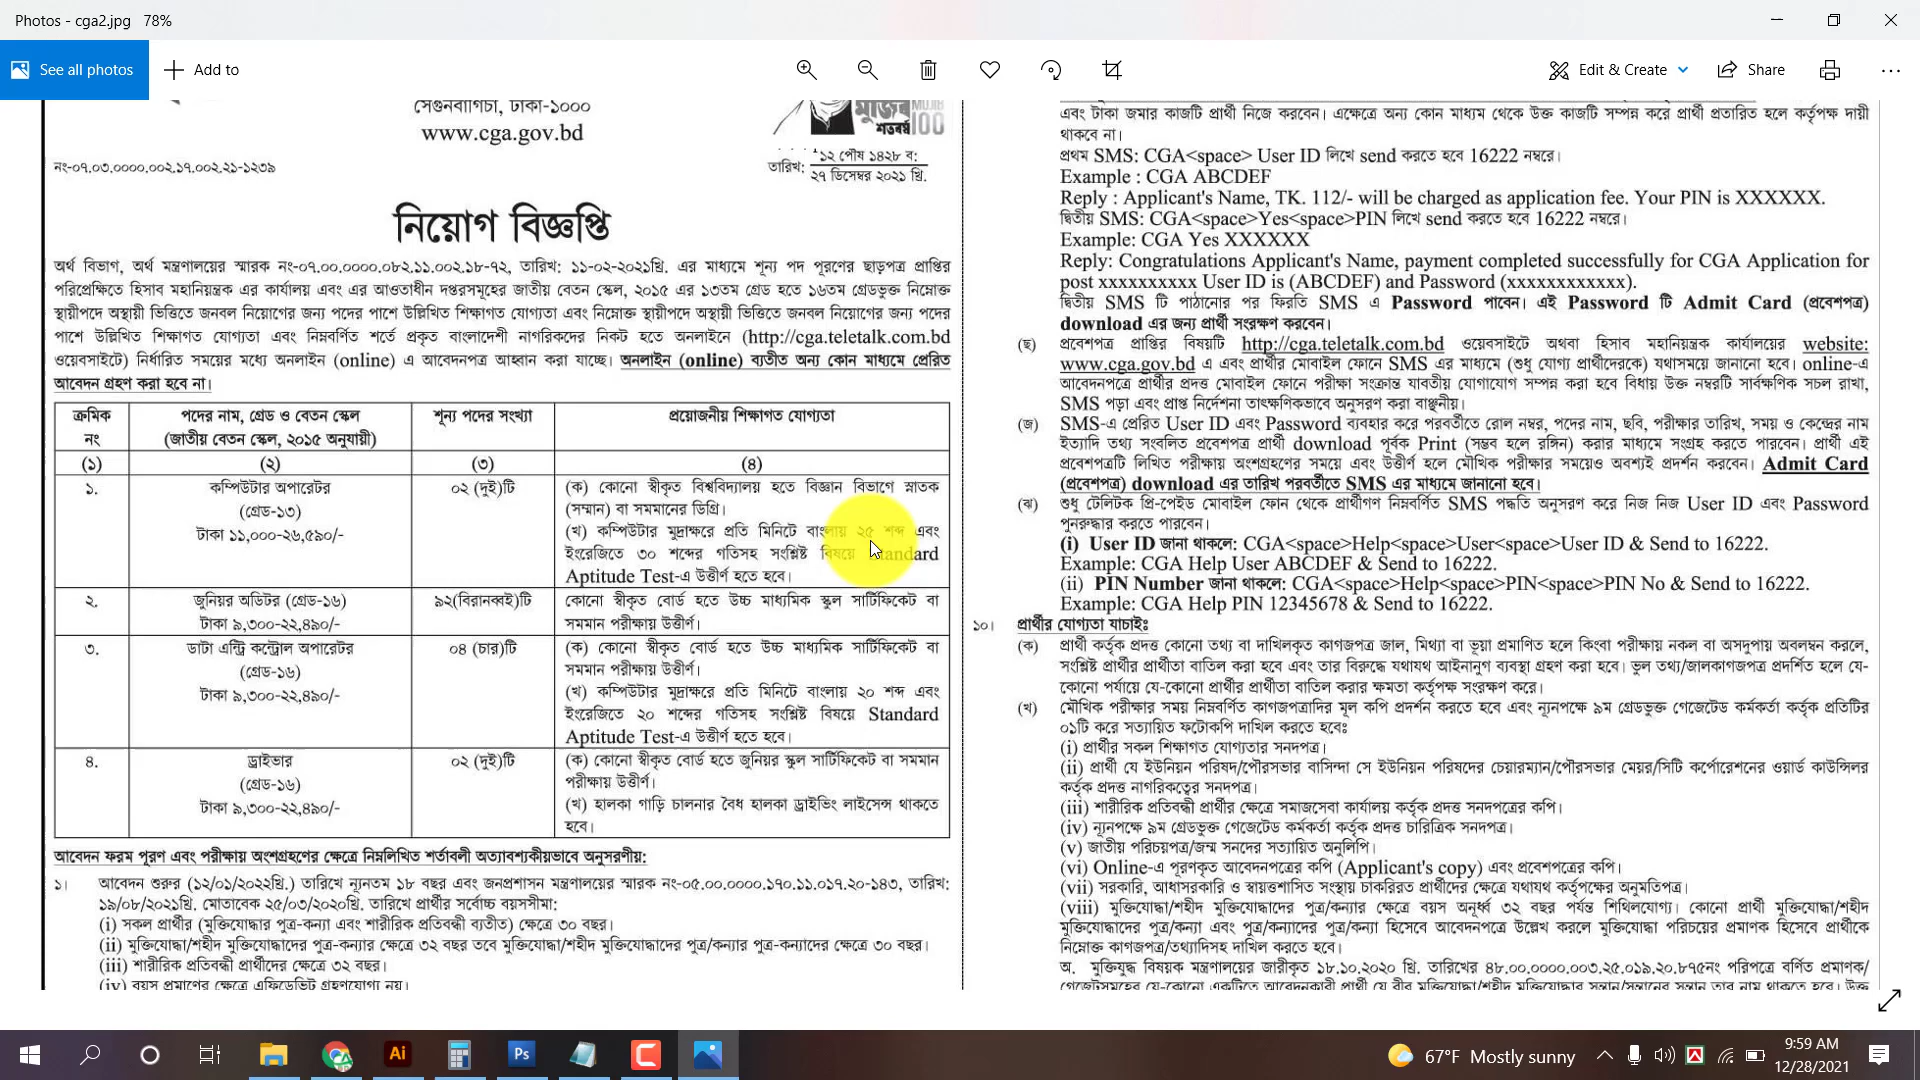 Photos - cga2.jpg 78%
See all photos
Add to
Edit & Create
Share
সেগুনবাগিচা, ঢাকা-১০০০
www.cga.gov.bd
মুজিব
শতবর্ষ
MUJIB
100
নং-০৭.০৩.০০০০.০০২.১৭.০০২.২১-১২৩৯
১২ পৌষ ১৪২৮ ব:
তারিখ:
২৭ ডিসেম্বর ২০২১ খ্রি.
নিয়োগ বিজ্ঞপ্তি
অর্থ বিভাগ, অর্থ মন্ত্রণালয়ের স্মারক নং-০৭.০০.০০০০.০৮২.১১.০০২.১৮-৭২, তারিখ: ১১-০২-২০২১খ্রি. এর মাধ্যমে শূন্য পদ পূরণের ছাড়পত্র প্রাপ্তির
পরিপ্রেক্ষিতে হিসাব মহানিয়ন্ত্রক এর কার্যালয় এবং এর আওতাধীন দপ্তরসমূহের জাতীয় বেতন স্কেল, ২০১৫ এর ১৩তম গ্রেড হতে ১৬তম গ্রেডভুক্ত নিম্নোক্ত
স্থায়ীপদে অস্থায়ী ভিত্তিতে জনবল নিয়োগের জন্য পদের পাশে উল্লিখিত শিক্ষাগত যোগ্যতা এবং নিম্নোক্ত স্থায়ীপদে অস্থায়ী ভিত্তিতে জনবল নিয়োগের জন্য পদের
পাশে উল্লিখিত শিক্ষাগত যোগ্যতা এবং নিম্নবর্ণিত শর্তে প্রকৃত বাংলাদেশী নাগরিকদের নিকট হতে অনলাইনে (http://cga.teletalk.com.bd
ওয়েবসাইটে) নির্ধারিত সময়ের মধ্যে অনলাইন (online) এ আবেদনপত্র আহ্বান করা যাচ্ছে। অনলাইন (online) ব্যতীত অন্য কোন মাধ্যমে প্রেরিত
আবেদন গ্রহণ করা হবে না।
ক্রমিক নং
পদের নাম, গ্রেড ও বেতন স্কেল
(জাতীয় বেতন স্কেল, ২০১৫ অনুযায়ী)
শূন্য পদের সংখ্যা
প্রয়োজনীয় শিক্ষাগত যোগ্যতা
(১) (২) (৩) (৪)
১.
কম্পিউটার অপারেটর
(গ্রেড-১৩)
টাকা ১১,০০০-২৬,৫৯০/-
০২ (দুই)টি
(ক) কোনো স্বীকৃত বিশ্ববিদ্যালয় হতে বিজ্ঞান বিভাগে স্নাতক
(সম্মান) বা সমমানের ডিগ্রি।
(খ) কম্পিউটার মুদ্রাক্ষরে প্রতি মিনিটে বাংলায় ২৫ শব্দ এবং
ইংরেজিতে ৩০ শব্দের গতিসহ সংশ্লিষ্ট বিষয়ে Standard
Aptitude Test-এ উত্তীর্ণ হতে হবে।
২.
জুনিয়র অডিটর (গ্রেড-১৬)
টাকা ৯,৩০০-২২,৪৯০/-
৯২(বিরানব্বই)টি
কোনো স্বীকৃত বোর্ড হতে উচ্চ মাধ্যমিক স্কুল সার্টিফিকেট বা
সমমান পরীক্ষায় উত্তীর্ণ।
৩.
ডাটা এন্ট্রি কন্ট্রোল অপারেটর
(গ্রেড-১৬)
টাকা ৯,৩০০-২২,৪৯০/-
০৪ (চার)টি
(ক) কোনো স্বীকৃত বোর্ড হতে উচ্চ মাধ্যমিক সার্টিফিকেট বা
সমমান পরীক্ষায় উত্তীর্ণ।
(খ) কম্পিউটার মুদ্রাক্ষরে প্রতি মিনিটে বাংলায় ২০ শব্দ এবং
ইংরেজিতে ২০ শব্দের গতিসহ সংশ্লিষ্ট বিষয়ে Standard
Aptitude Test-এ উত্তীর্ণ হতে হবে।
৪.
ড্রাইভার
(গ্রেড-১৬)
টাকা ৯,৩০০-২২,৪৯০/-
০২ (দুই)টি
(ক) কোনো স্বীকৃত বোর্ড হতে জুনিয়র স্কুল সার্টিফিকেট বা সমমান
পরীক্ষায় উত্তীর্ণ।
(খ) হালকা গাড়ি চালনার বৈধ হালকা ড্রাইভিং লাইসেন্স থাকতে
হবে।
আবেদন ফরম পূরণ এবং পরীক্ষায় অংশগ্রহণের ক্ষেত্রে নিম্নলিখিত শর্তাবলী অত্যাবশ্যকীয়ভাবে অনুসরণীয়:
১। আবেদন শুরুর (১২/০১/২০২২খ্রি.) তারিখে ন্যূনতম ১৮ বছর এবং জনপ্রশাসন মন্ত্রণালয়ের স্মারক নং-০৫.০০.০০০০.১৭০.১১.০১৭.২০-১৪৩, তারিখ:
১৯/০৮/২০২১খ্রি. মোতাবেক ২৫/০৩/২০২০খ্রি. তারিখে প্রার্থীর সর্বোচ্চ বয়সসীমা:
(i) সকল প্রার্থীর (মুক্তিযোদ্ধার পুত্র-কন্যা এবং শারীরিক প্রতিবন্ধী ব্যতীত) ক্ষেত্রে ৩০ বছর।
(ii) মুক্তিযোদ্ধা/শহীদ মুক্তিযোদ্ধাদের পুত্র-কন্যার ক্ষেত্রে ৩২ বছর তবে মুক্তিযোদ্ধা/শহীদ মুক্তিযোদ্ধাদের পুত্র/কন্যার পুত্র-কন্যাদের ক্ষেত্রে ৩০ বছর।
(iii) শারীরিক প্রতিবন্ধী প্রার্থীদের ক্ষেত্রে ৩২ বছর।
(iv) বয়স প্রমাণের ক্ষেত্রে এফিডেভিট গ্রহণযোগ্য নয়।
এবং টাকা জমার কাজটি প্রার্থী নিজে করবেন। এক্ষেত্রে অন্য কোন মাধ্যম থেকে উক্ত কাজটি সম্পন্ন করে প্রার্থী প্রতারিত হলে কর্তৃপক্ষ দায়ী
থাকবে না।
প্রথম SMS: CGA<space> User ID লিখে send করতে হবে 16222 নম্বরে।
Example : CGA ABCDEF
Reply : Applicant's Name, TK. 112/- will be charged as application fee. Your PIN is XXXXXX.
দ্বিতীয় SMS: CGA<space>Yes<space>PIN লিখে send করতে হবে 16222 নম্বরে।
Example: CGA Yes XXXXXX
Reply: Congratulations Applicant's Name, payment completed successfully for CGA Application for
post xxxxxxxxxx User ID is (ABCDEF) and Password (xxxxxxxxxxxx).
দ্বিতীয় SMS টি পাঠানোর পর ফিরতি SMS এ Password পাবেন। এই Password টি Admit Card (প্রবেশপত্র)
download এর জন্য প্রার্থী সংরক্ষণ করবেন।
(ছ) প্রবেশপত্র প্রাপ্তির বিষয়টি http://cga.teletalk.com.bd ওয়েবসাইটে অথবা হিসাব মহানিয়ন্ত্রক কার্যালয়ের website:
www.cga.gov.bd এ এবং প্রার্থীর মোবাইল ফোনে SMS এর মাধ্যমে (শুধু যোগ্য প্রার্থীদেরকে) যথাসময়ে জানানো হবে। online-এ
আবেদনপত্রে প্রার্থীর প্রদত্ত মোবাইল ফোনে পরীক্ষা সংক্রান্ত যাবতীয় যোগাযোগ সম্পন্ন করা হবে বিধায় উক্ত নম্বরটি সার্বক্ষণিক সচল রাখা,
SMS পড়া এবং প্রাপ্ত নির্দেশনা তাৎক্ষণিকভাবে অনুসরণ করা বাঞ্ছনীয়।
(জ) SMS-এ প্রেরিত User ID এবং Password ব্যবহার করে পরবর্তীতে রোল নম্বর, পদের নাম, ছবি, পরীক্ষার তারিখ, সময় ও কেন্দ্রের নাম
ইত্যাদি তথ্য সংবলিত প্রবেশপত্র প্রার্থী download পূর্বক Print (সম্ভব হলে রঙ্গিন) করার মাধ্যমে সংগ্রহ করতে পারবেন। প্রার্থী এই
প্রবেশপত্রটি লিখিত পরীক্ষায় অংশগ্রহণের সময়ে এবং উত্তীর্ণ হলে মৌখিক পরীক্ষার সময়েও অবশ্যই প্রদর্শন করবেন। Admit Card
(প্রবেশপত্র) download এর তারিখ পরবর্তীতে SMS এর মাধ্যমে জানানো হবে।
(ঝ) শুধু টেলিটক প্রি-পেইড মোবাইল ফোন থেকে প্রার্থীগণ নিম্নবর্ণিত SMS পদ্ধতি অনুসরণ করে নিজ নিজ User ID এবং Password
পুনরুদ্ধার করতে পারবেন।
(i) User ID জানা থাকলে: CGA<space>Help<space>User<space>User ID & Send to 16222.
Example: CGA Help User ABCDEF & Send to 16222.
(ii) PIN Number জানা থাকলে: CGA<space>Help<space>PIN<space>PIN No & Send to 16222.
Example: CGA Help PIN 12345678 & Send to 16222.
১০। প্রার্থীর যোগ্যতা যাচাইঃ
(ক) প্রার্থী কর্তৃক প্রদত্ত কোনো তথ্য বা দাখিলকৃত কাগজপত্র জাল, মিথ্যা বা ভূয়া প্রমাণিত হলে কিংবা পরীক্ষায় নকল বা অসদুপায় অবলম্বন করলে,
সংশ্লিষ্ট প্রার্থীর প্রার্থীতা বাতিল করা হবে এবং তার বিরুদ্ধে যথাযথ আইনানুগ ব্যবস্থা গ্রহণ করা হবে। ভুল তথ্য/জালকাগজপত্র প্রদর্শিত হলে যে-
কোনো পর্যায়ে যে-কোনো প্রার্থীর প্রার্থীতা বাতিল করার ক্ষমতা কর্তৃপক্ষ সংরক্ষণ করে।
(খ) মৌখিক পরীক্ষার সময় নিম্নবর্ণিত কাগজপত্রাদির মূল কপি প্রদর্শন করতে হবে এবং ন্যূনপক্ষে ৯ম গ্রেডভুক্ত গেজেটেড কর্মকর্তা কর্তৃক প্রতিটির
০১টি করে সত্যায়িত ফটোকপি দাখিল করতে হবেঃ
(i) প্রার্থীর সকল শিক্ষাগত যোগ্যতার সনদপত্র।
(ii) প্রার্থী যে ইউনিয়ন পরিষদ/পৌরসভার বাসিন্দা সে ইউনিয়ন পরিষদের চেয়ারম্যান/পৌরসভার মেয়র/সিটি কর্পোরেশনের ওয়ার্ড কাউন্সিলর
কর্তৃক প্রদত্ত নাগরিকত্বের সনদপত্র।
(iii) শারীরিক প্রতিবন্ধী প্রার্থীর ক্ষেত্রে সমাজসেবা কার্যালয় কর্তৃক প্রদত্ত সনদপত্রের কপি।
(iv) ন্যূনপক্ষে ৯ম গ্রেডভুক্ত গেজেটেড কর্মকর্তা কর্তৃক প্রদত্ত চারিত্রিক সনদপত্র।
(v) জাতীয় পরিচয়পত্র/জন্ম সনদের সত্যায়িত অনুলিপি।
(vi) Online-এ পূরণকৃত আবেদনপত্রের কপি (Applicant's copy) এবং প্রবেশপত্রের কপি।
(vii) সরকারি, আধাসরকারি ও স্বায়ত্তশাসিত সংস্থায় চাকরিরত প্রার্থীদের ক্ষেত্রে যথাযথ কর্তৃপক্ষের অনুমতিপত্র।
(viii) মুক্তিযোদ্ধা/শহীদ মুক্তিযোদ্ধাদের পুত্র/কন্যার ক্ষেত্রে বয়স অনূর্ধ্ব ৩২ বছর পর্যন্ত শিথিলযোগ্য। কোনো প্রার্থী মুক্তিযোদ্ধা/শহীদ
মুক্তিযোদ্ধাদের পুত্র/কন্যা এবং পুত্র/কন্যাদের পুত্র/কন্যা হিসেবে আবেদনপত্রে উল্লেখ করলে মুক্তিযোদ্ধা পরিচয়ের প্রমাণক হিসেবে প্রার্থীকে
নিম্নোক্ত কাগজপত্র/তথ্যাদিসহ দাখিল করতে হবে।
অ. মুক্তিযুদ্ধ বিষয়ক মন্ত্রণালয়ের জারীকৃত ১৮.১০.২০২০ খ্রি. তারিখের ৪৮.০০.০০০০.০০৩.২৫.০১৯.২০.৮৭৫নং পরিপত্রে বর্ণিত প্রমাণক/
গেজেটসমূহের যে-কোনো একটিতে আবেদনকারী প্রার্থী যে বীর মুক্তিযোদ্ধা/শহীদ মুক্তিযোদ্ধার সন্তান/সন্তানের সন্তান তার নাম থাকতে হবে। উক্ত
Ai
Ps
67°F Mostly sunny
9:59 AM
12/28/2021